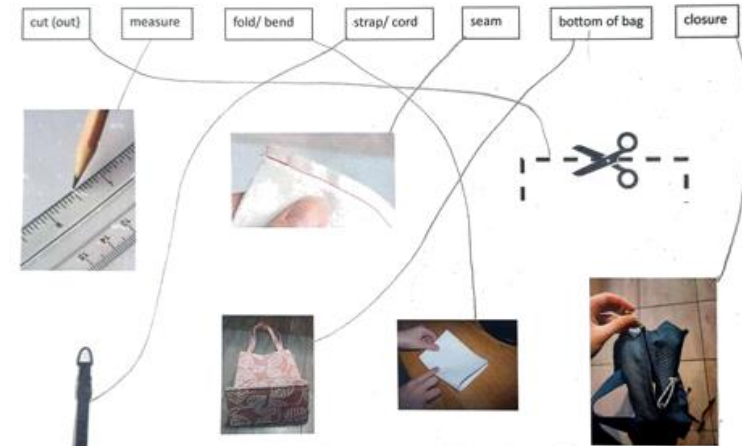 cut (out) measure fold/ bend strap/ cord seam bottom of bag closure